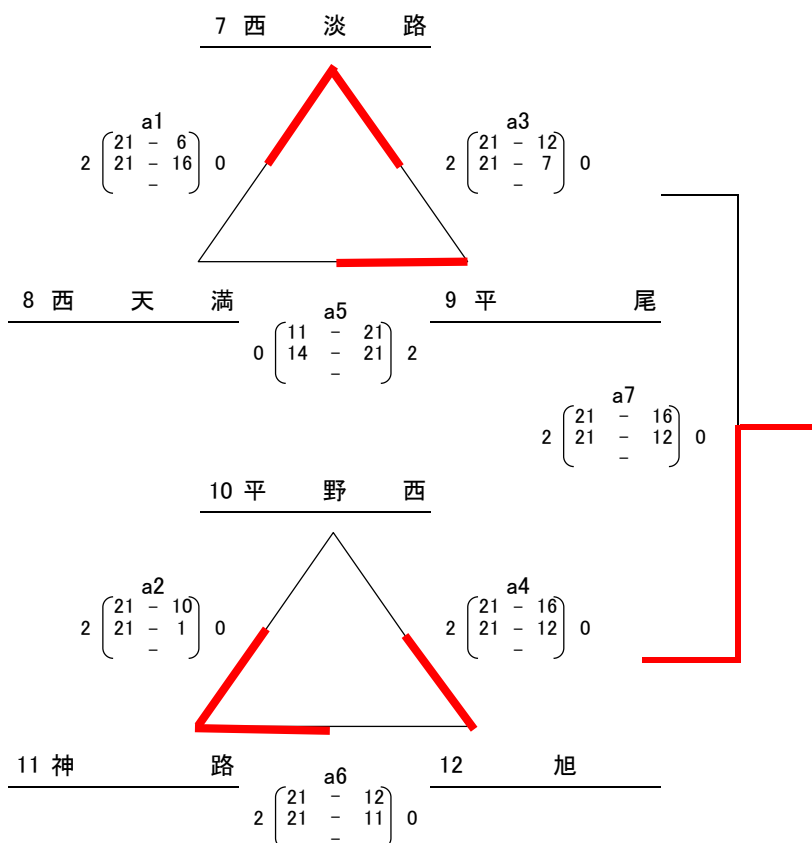 7 西 淡 路
a1
2 21 - 6 0
21 - 16
-
a3
2 21 - 12 0
21 - 7
-
8 西 天 満
a5
0 11 - 21 2
14 - 21
-
9 平 尾
a7
2 21 - 16 0
21 - 12
-
10 平 野 西
a2
2 21 - 10 0
21 - 1
-
a4
2 21 - 16 0
21 - 12
-
11 神 路
a6
2 21 - 12 0
21 - 11
-
12 旭